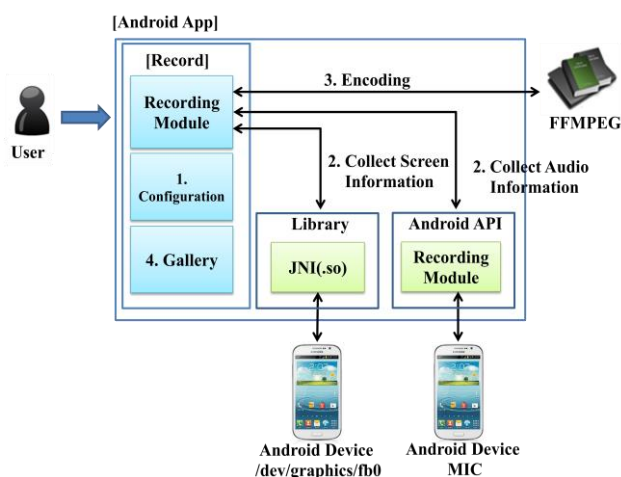 [Android App]
[Record]
Recording
Module
1.
Configuration
4. Gallery
User
3. Encoding
FFMPEG
2. Collect Screen
Information
2. Collect Audio
Information
Library
JNI(.so)
Android API
Recording
Module
Android Device
/dev/graphics/fb0
Android Device
MIC